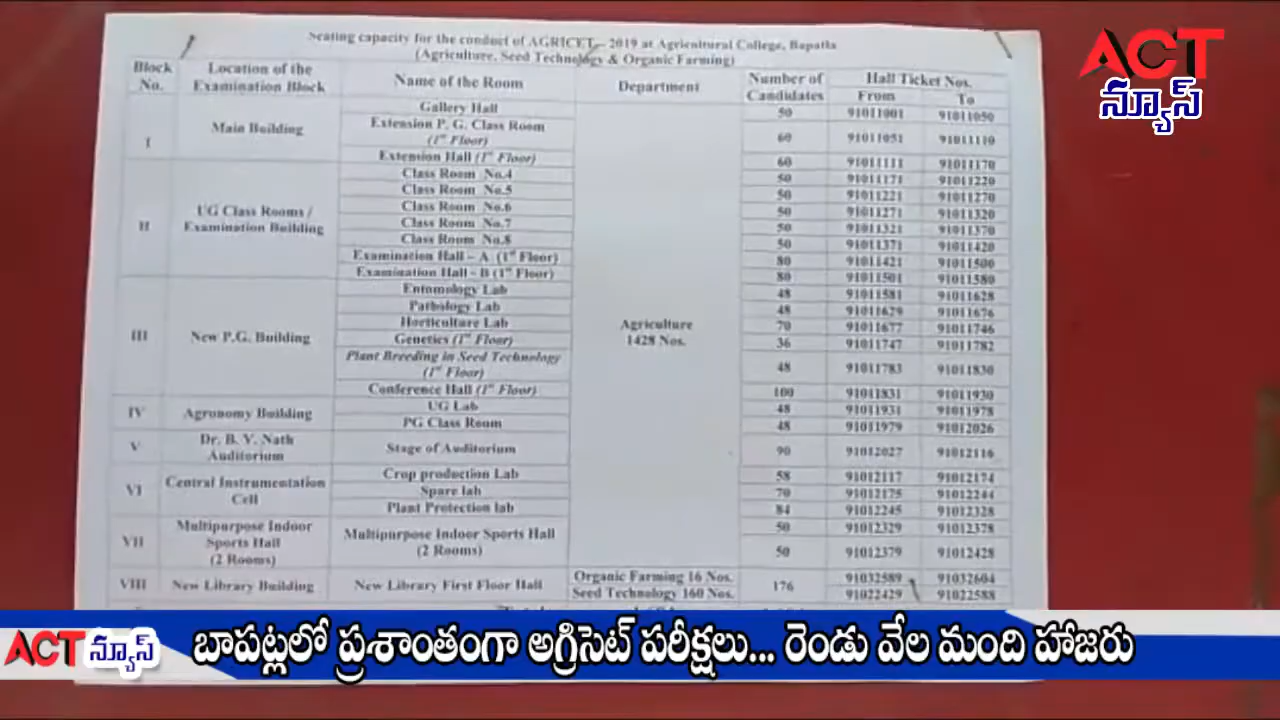 Seating capacity for the conduct of AGRICET - 2019 at Agricultural College, Bapatla
(Agriculture, Seed Technology & Organic Farming)
Block No. Location of the Examination Block Name of the Room Department Number of Candidates Hall Ticket Nos. From To
I Main Building Gallery Hall Agriculture 1428 Nos. 50 91011001 91011050
Extension P. G. Class Room (1st Floor) 60 91011051 91011110
Extension Hall (1st Floor) 60 91011111 91011170
II UG Class Rooms / Examination Building Class Room No.4 50 91011171 91011220
Class Room No.5 50 91011221 91011270
Class Room No.6 50 91011271 91011320
Class Room No.7 50 91011321 91011370
Class Room No.8 50 91011371 91011420
Examination Hall - A (1st Floor) 80 91011421 91011500
Examination Hall - B (1st Floor) 80 91011501 91011580
III New P.G. Building Entomology Lab 48 91011581 91011628
Pathology Lab 48 91011629 91011676
Horticulture Lab 70 91011677 91011746
Genetics (1st Floor) 36 91011747 91011782
Plant Breeding in Seed Technology (1st Floor) 48 91011783 91011830
Conference Hall (1st Floor) 100 91011831 91011930
IV Agronomy Building UG Lab 48 91011931 91011978
PG Class Room 48 91011979 91012026
V Dr. B. V. Nath Auditorium Stage of Auditorium 90 91012027 91012116
VI Central Instrumentation Cell Crop production Lab 58 91012117 91012174
Spare lab 70 91012175 91012244
Plant Protection lab 84 91012245 91012328
VII Multipurpose Indoor Sports Hall (2 Rooms) Multipurpose Indoor Sports Hall (2 Rooms) 50 91012329 91012378
50 91012379 91012428
VIII New Library Building New Library First Floor Hall Organic Farming 16 Nos. 176 91032589 91032604
Seed Technology 160 Nos. 91022429 91022588
ACT
న్యూస్
ACT న్యూస్ బాపట్లలో ప్రశాంతంగా అగ్రిసెట్ పరీక్షలు... రెండు వేల మంది హాజరు